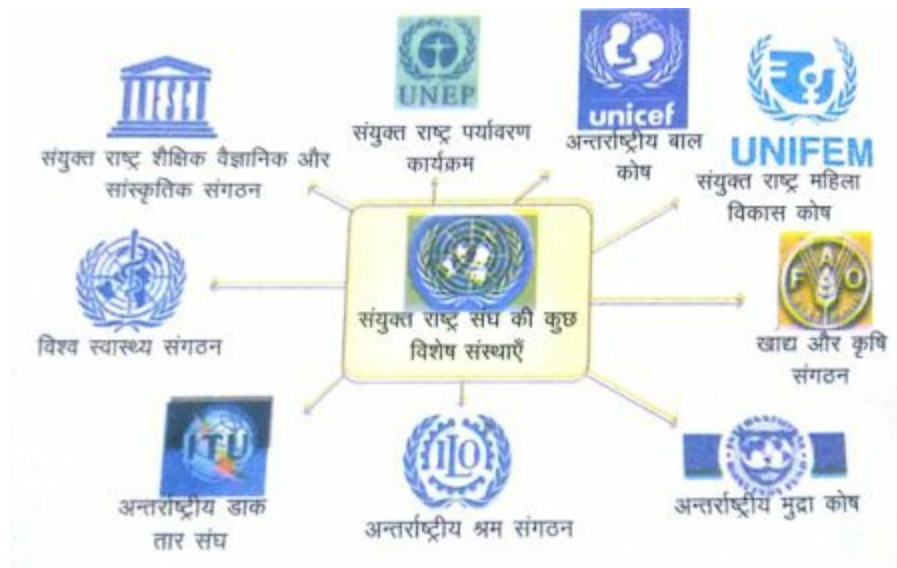 UNEP
unicef
UNIFEM
संयुक्त राष्ट्र शैक्षिक वैज्ञानिक और
सांस्कृतिक संगठन
संयुक्त राष्ट्र पर्यावरण
कार्यक्रम
अन्तर्राष्ट्रीय बाल
कोष
संयुक्त राष्ट्र महिला
विकास कोष
संयुक्त राष्ट्र संघ की कुछ
विशेष संस्थाएँ
विश्व स्वास्थ्य संगठन
FAO
खाद्य और कृषि
संगठन
ITU
अन्तर्राष्ट्रीय डाक
तार संघ
ILO
अन्तर्राष्ट्रीय श्रम संगठन
अन्तर्राष्ट्रीय मुद्रा कोष